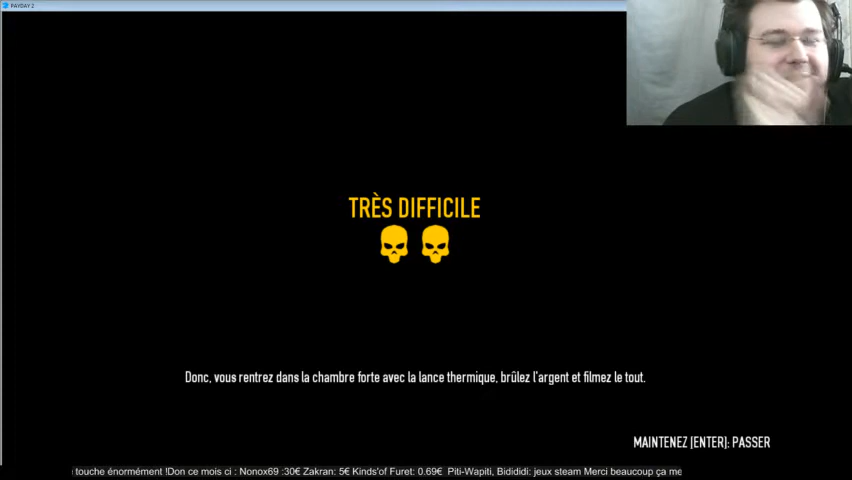 PAYDAY 2
TRÈS DIFFICILE
Donc, vous rentrez dans la chambre forte avec la lance thermique, brûlez l'argent et filmez le tout.
MAINTENEZ [ENTER]: PASSER
touche énormément !Don ce mois ci : Nonox69 :30€ Zakran: 5€ Kinds'of Furet: 0.69€ Piti-Wapiti, Bidididi: jeux steam Merci beaucoup ça me